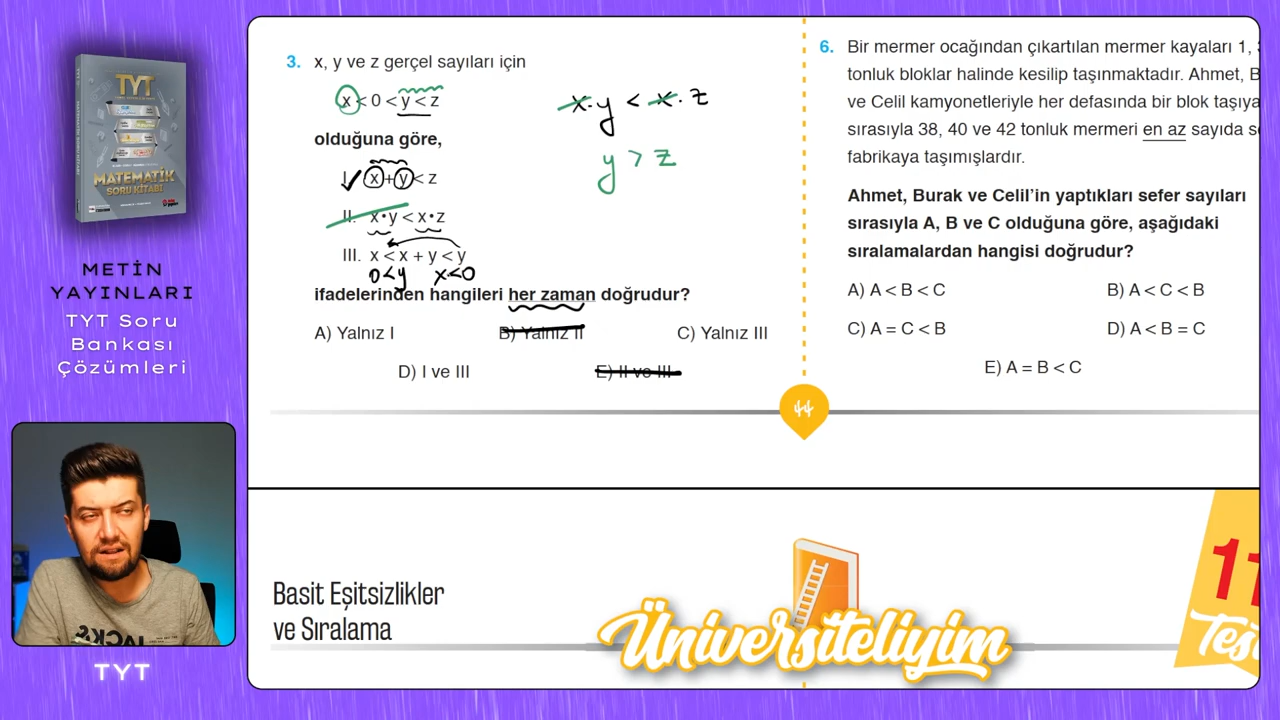 TYT
MATEMATİK
SORU KİTABI
METİN
YAYINLARI
TYT Soru
Bankası
Çözümleri
TYT
3. x, y ve z gerçel sayıları için
x < 0 < y < z
olduğuna göre,
I. x + y < z
II. x•y < x•z
III. x < x + y < y
0 < y x < 0
ifadelerinden hangileri her zaman doğrudur?
A) Yalnız I B) Yalnız II C) Yalnız III
D) I ve III E) II ve III
x.y < x.z
y > z
44
6. Bir mermer ocağından çıkartılan mermer kayaları 1,
tonluk bloklar halinde kesilip taşınmaktadır. Ahmet, B
ve Celil kamyonetleriyle her defasında bir blok taşıya
sırasıyla 38, 40 ve 42 tonluk mermeri en az sayıda se
fabrikaya taşımışlardır.
Ahmet, Burak ve Celil'in yaptıkları sefer sayıları
sırasıyla A, B ve C olduğuna göre, aşağıdaki
sıralamalardan hangisi doğrudur?
A) A < B < C B) A < C < B
C) A = C < B D) A < B = C
E) A = B < C
Basit Eşitsizlikler
ve Sıralama
Üniversiteliyim
11
Tes